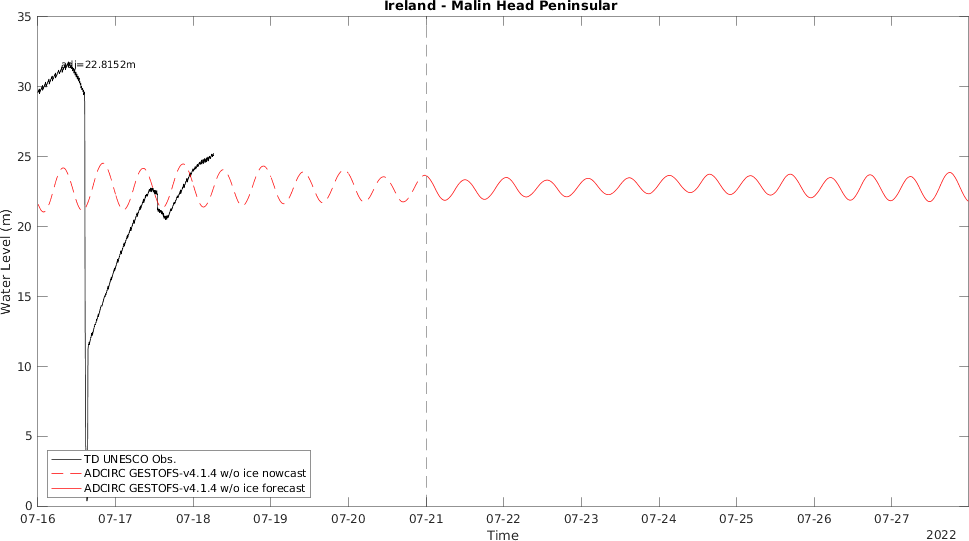 Ireland - Malin Head Peninsular
35
30
25
20
15
10
5
0
Water Level (m)
adj=22.8152m
TD UNESCO Obs.
ADCIRC GESTOFS-v4.1.4 w/o ice nowcast
ADCIRC GESTOFS-v4.1.4 w/o ice forecast
07-16 07-17 07-18 07-19 07-20 07-21 07-22 07-23 07-24 07-25 07-26 07-27
Time
2022